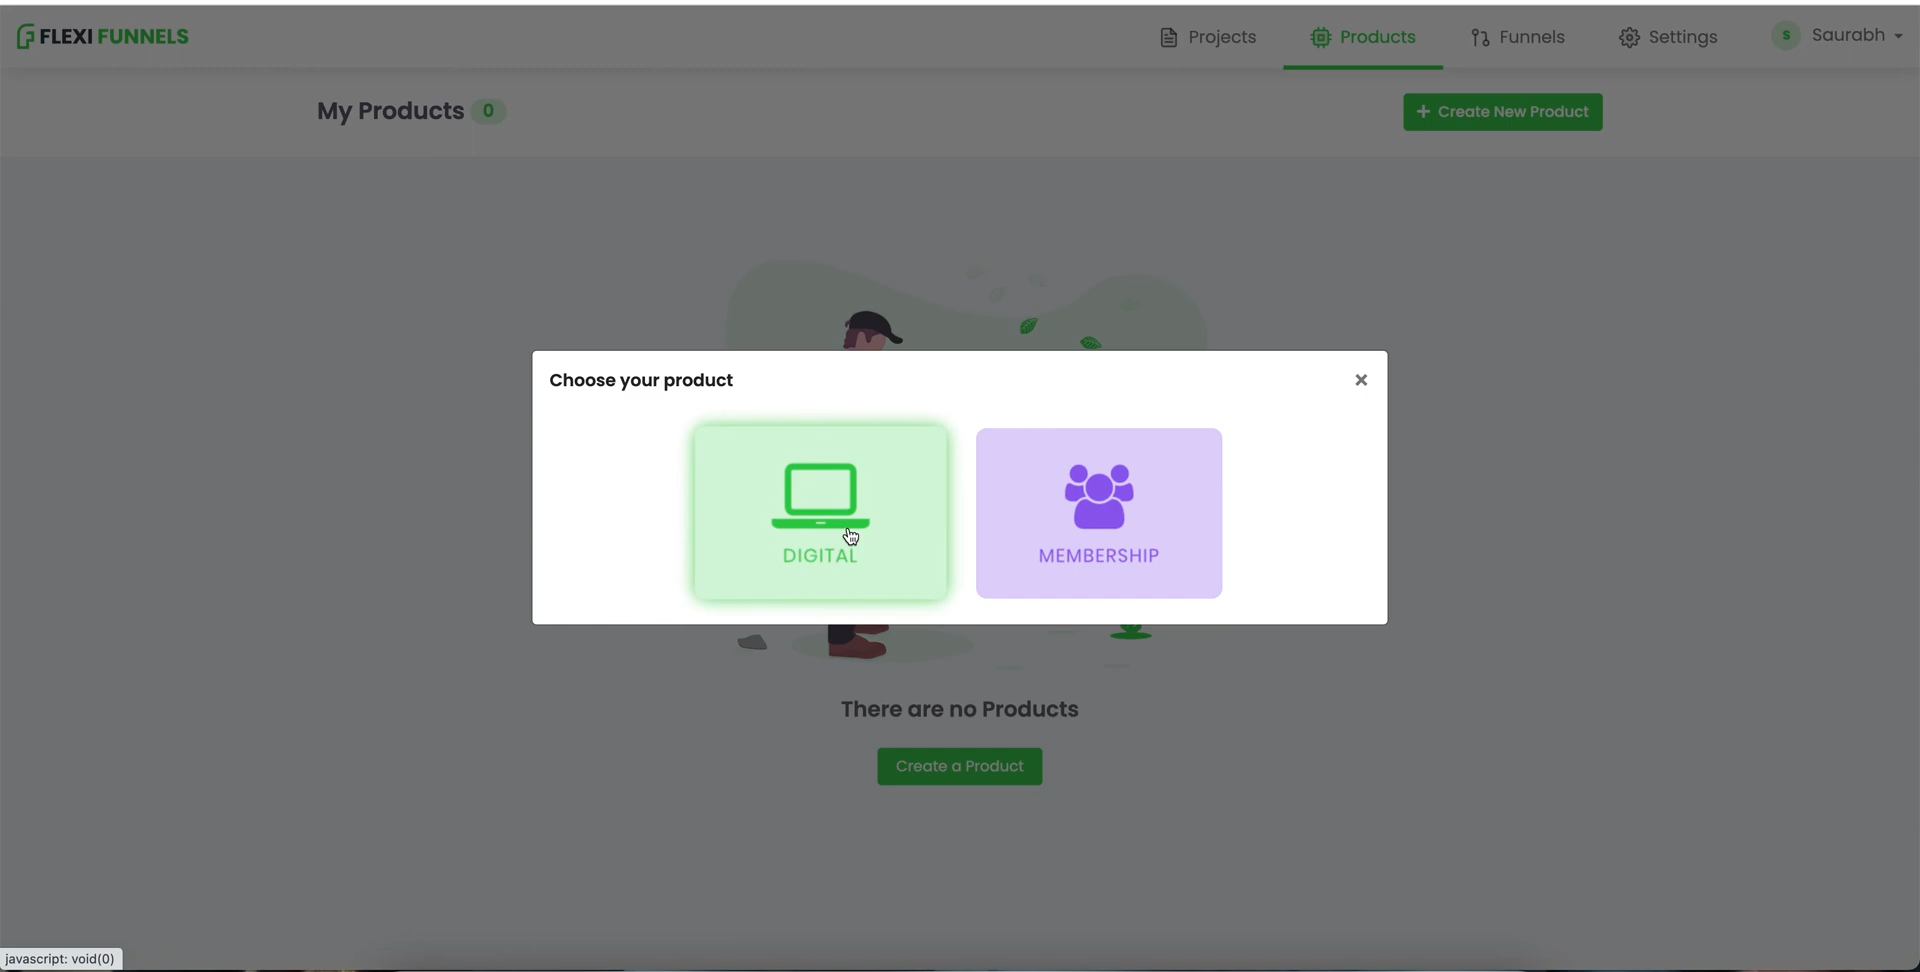 FLEXI FUNNELS
Projects
Products
Funnels
Settings
S
Saurabh
My Products 0
+ Create New Product
Choose your product
×
DIGITAL
MEMBERSHIP
There are no Products
Create a Product
javascript: void(0)